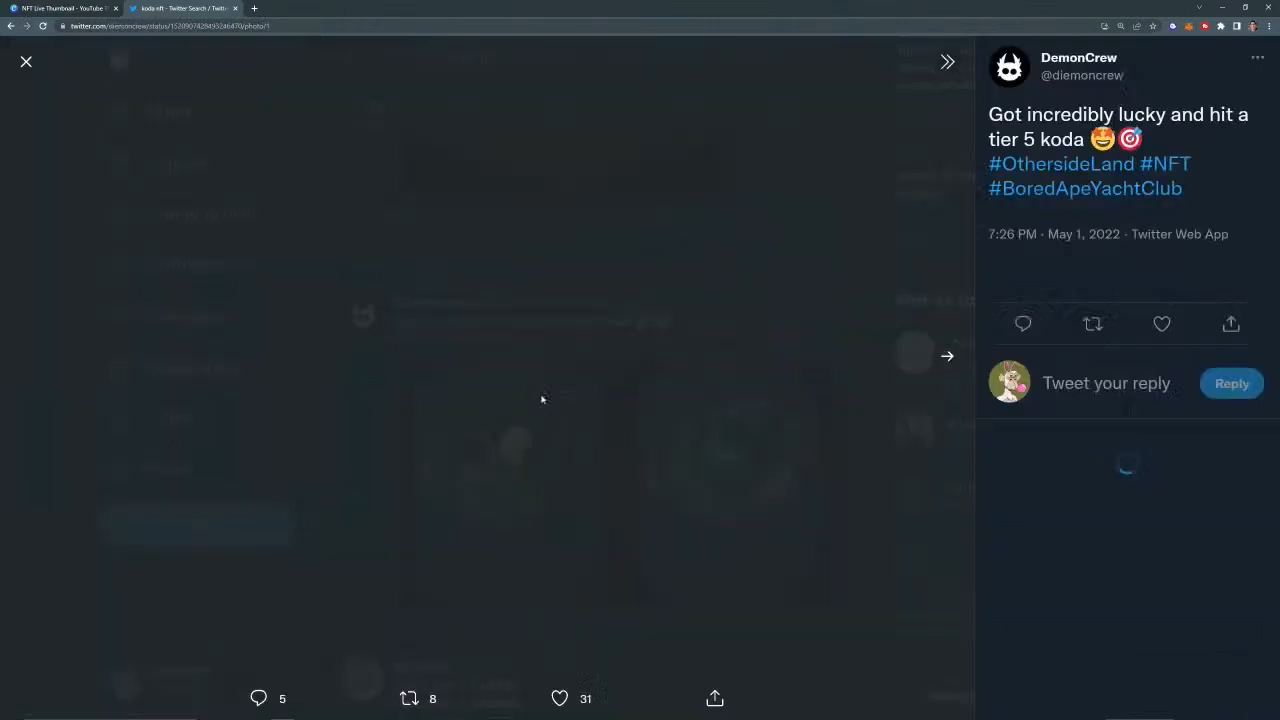 NFT Live Thumbnail - YouTube
koda nft - Twitter Search / Twitt
twitter.com/diemoncrew/status/1520907428493246470/photo/1
DemonCrew
@diemoncrew
Got incredibly lucky and hit a
tier 5 koda
#OthersideLand #NFT
#BoredApeYachtClub
7:26 PM · May 1, 2022 · Twitter Web App
Tweet your reply
Reply
5
8
31